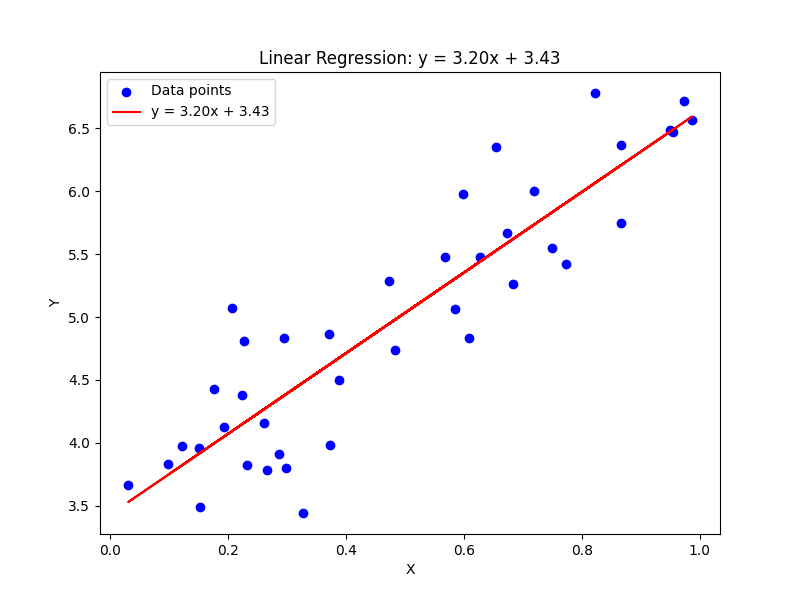 Linear Regression: y = 3.20x + 3.43
Data points
y = 3.20x + 3.43
6.5
6.0
5.5
5.0
4.5
4.0
3.5
Y
0.0 0.2 0.4 0.6 0.8 1.0
X